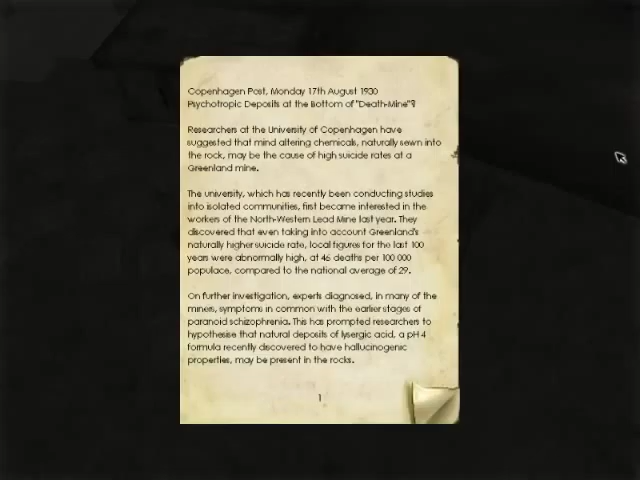 Copenhagen Post, Monday 17th August 1930
Psychotropic Deposits at the Bottom of "Death-Mine"?
Researchers at the University of Copenhagen have
suggested that mind altering chemicals, naturally sewn into
the rock, may be the cause of high suicide rates at a
Greenland mine.
The university, which has recently been conducting studies
into isolated communities, first became interested in the
workers of the North-Western Lead Mine last year. They
discovered that even taking into account Greenland's
naturally higher suicide rate, local figures for the last 100
years were abnormally high, at 46 deaths per 100 000
populace, compared to the national average of 29.
On further investigation, experts diagnosed, in many of the
miners, symptoms in common with the earlier stages of
paranoid schizophrenia. This has prompted researchers to
hypothesise that natural deposits of lysergic acid, a pH 4
formula recently discovered to have hallucinogenic
properties, may be present in the rocks.
1